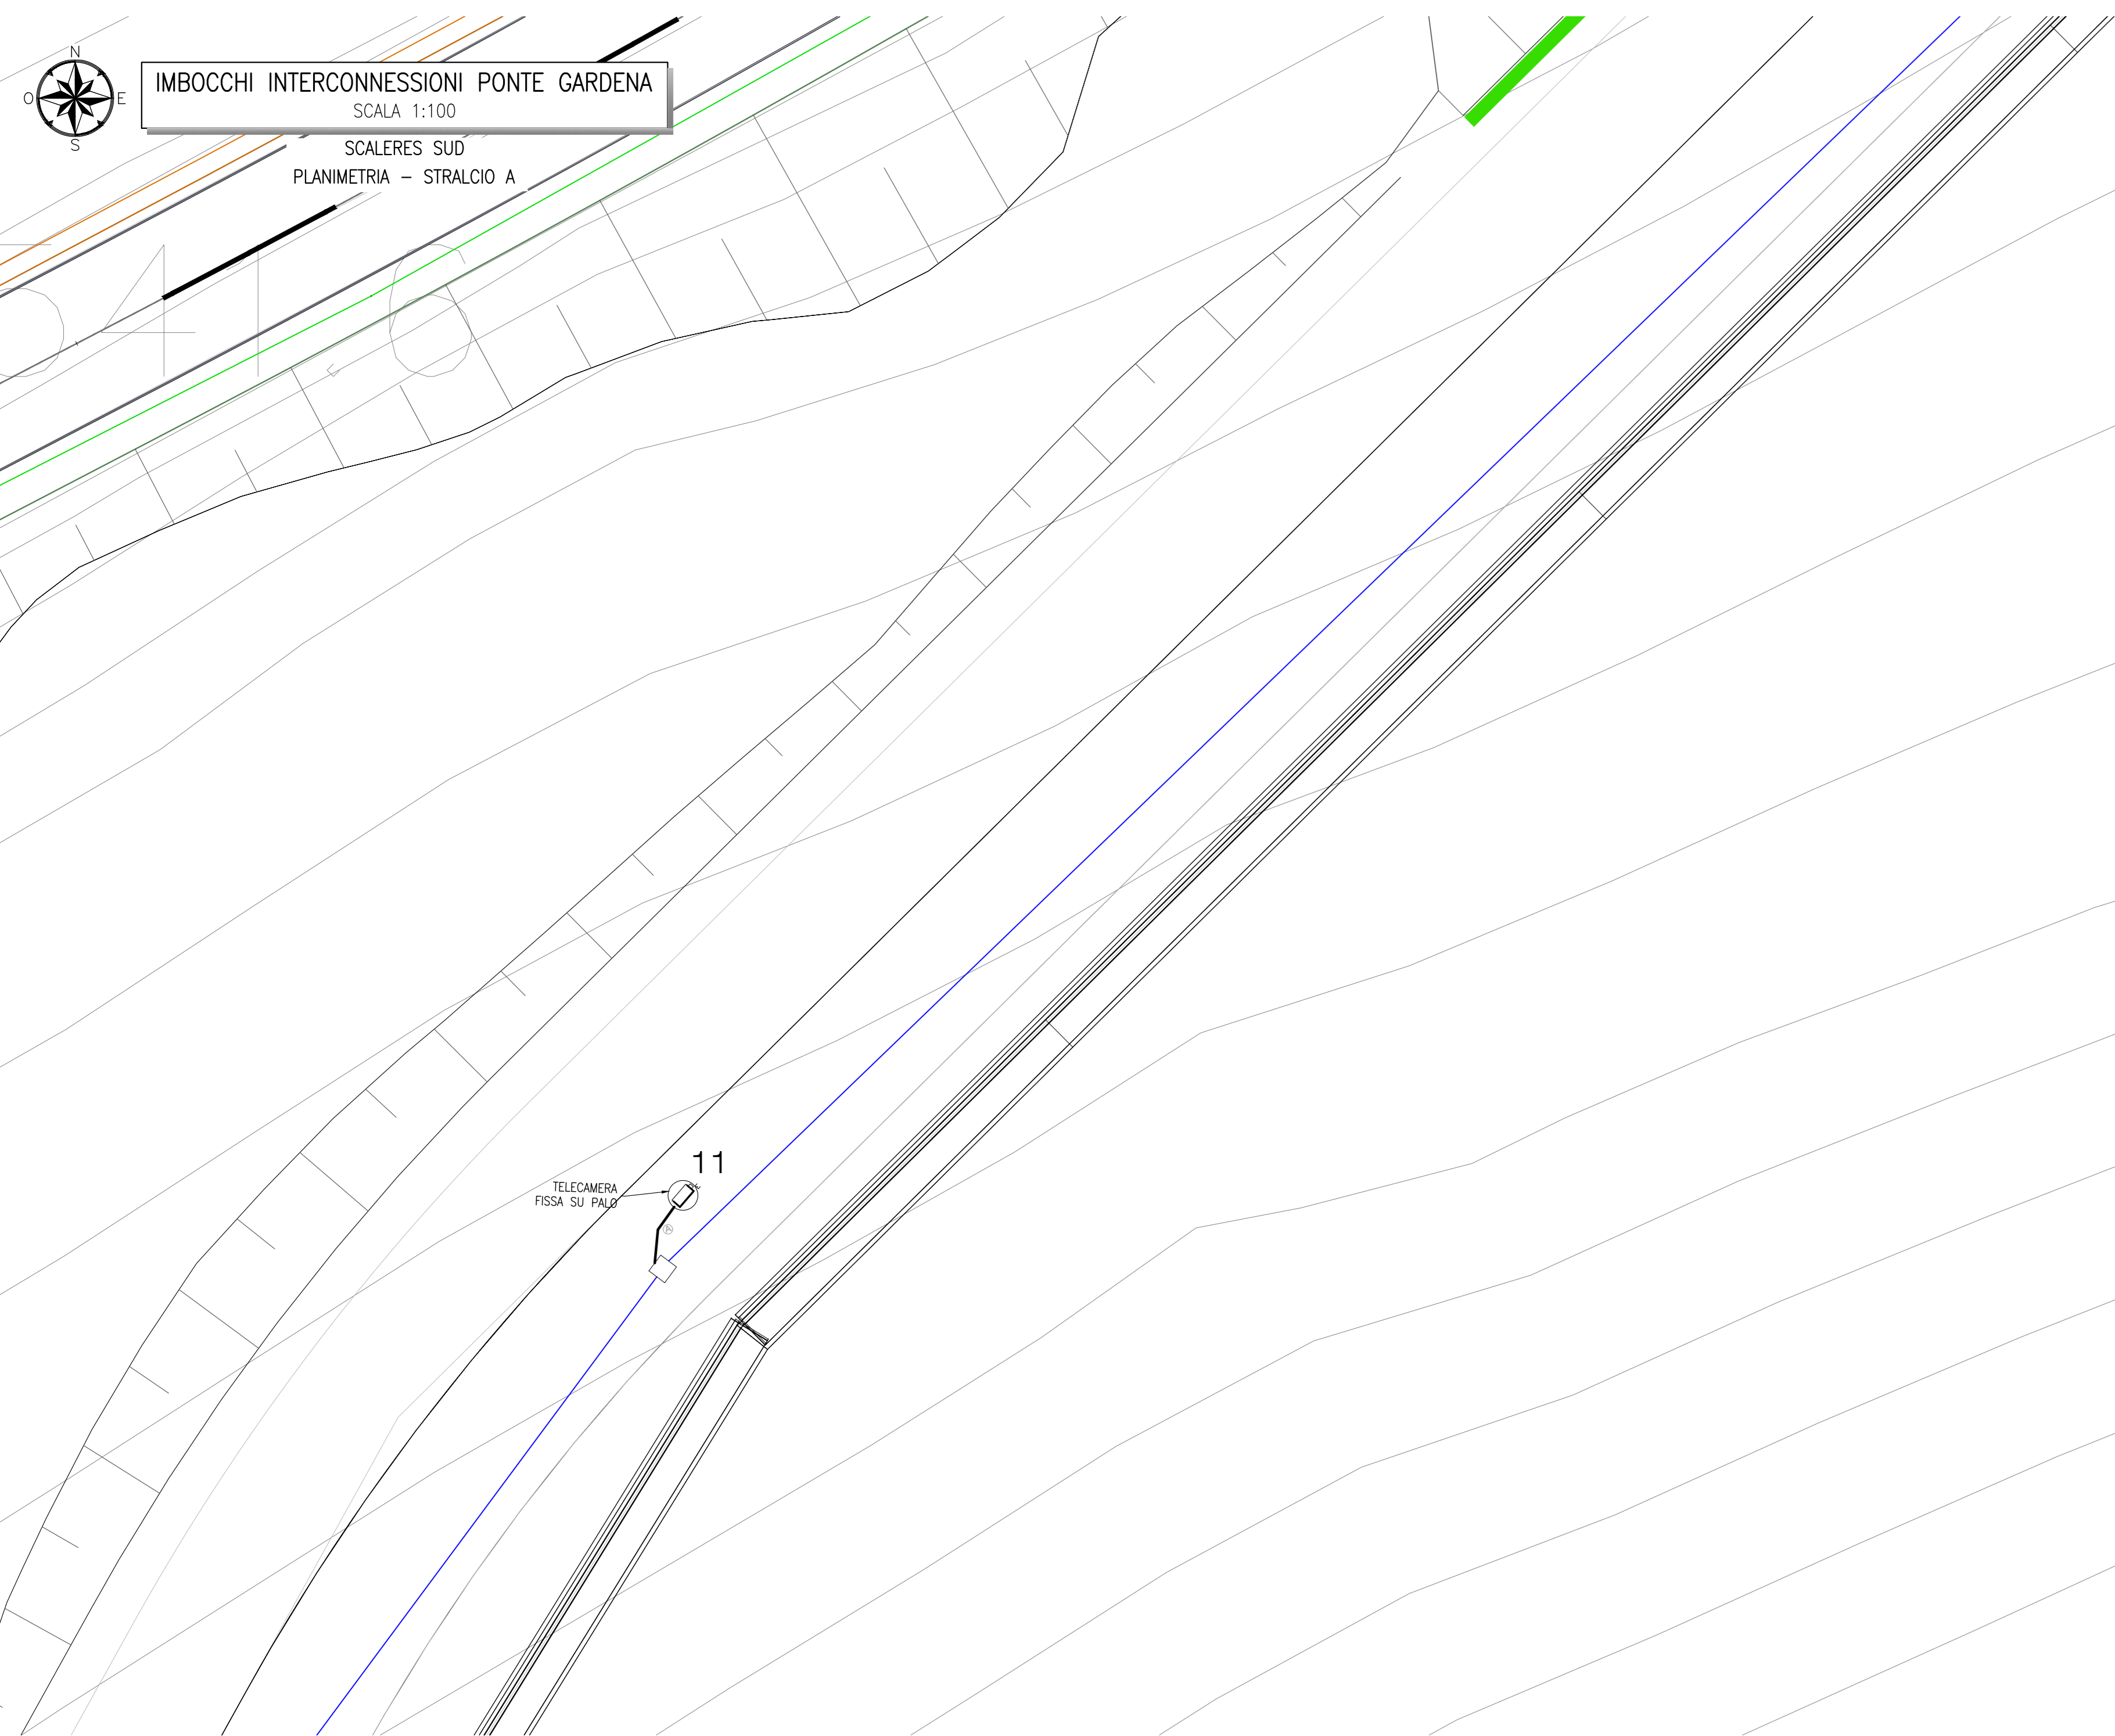 N
O E
S
IMBOCCHI INTERCONNESSIONI PONTE GARDENA
SCALA 1:100
SCALERES SUD
PLANIMETRIA – STRALCIO A
11
TELECAMERA
FISSA SU PALO
A